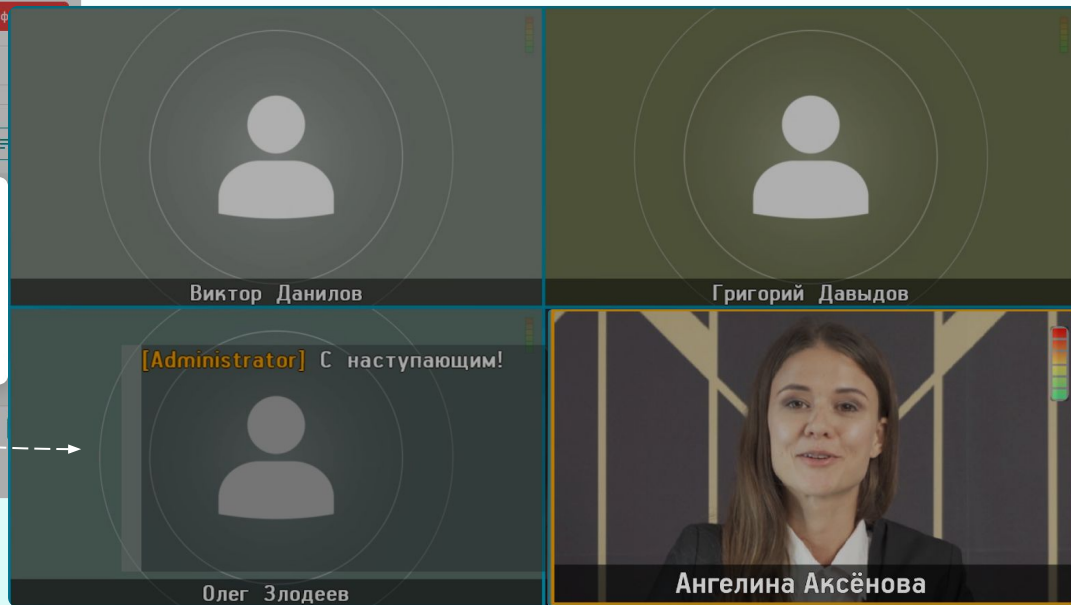 ф
Виктор Данилов
Григорий Давыдов
[Administrator] С наступающим!
Олег Злодеев
Ангелина Аксёнова